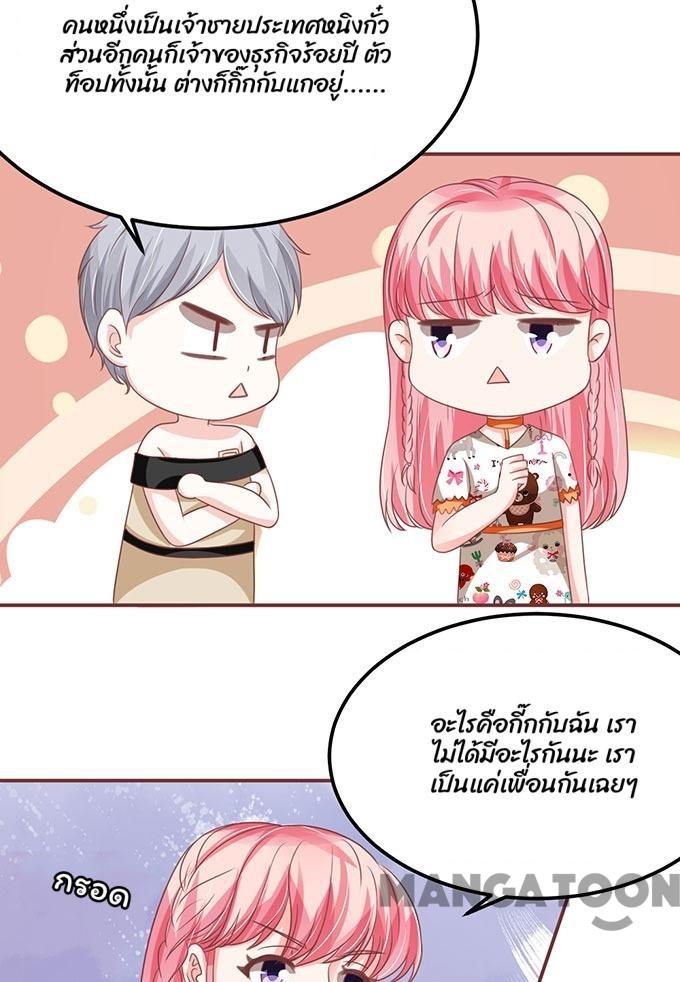 คนหนึ่งเป็นเจ้าชายประเทศหนิงกั๋ว
ส่วนอีกคนก็เจ้าของธุรกิจร้อยปี ตัว
ท็อปทั้งนั้น ต่างก็กิ๊กกับแกอยู่......
อะไรคือกิ๊กกับฉัน เรา
ไม่ได้มีอะไรกันนะ เรา
เป็นแค่เพื่อนกันเฉยๆ
กรอด
MANGATOON